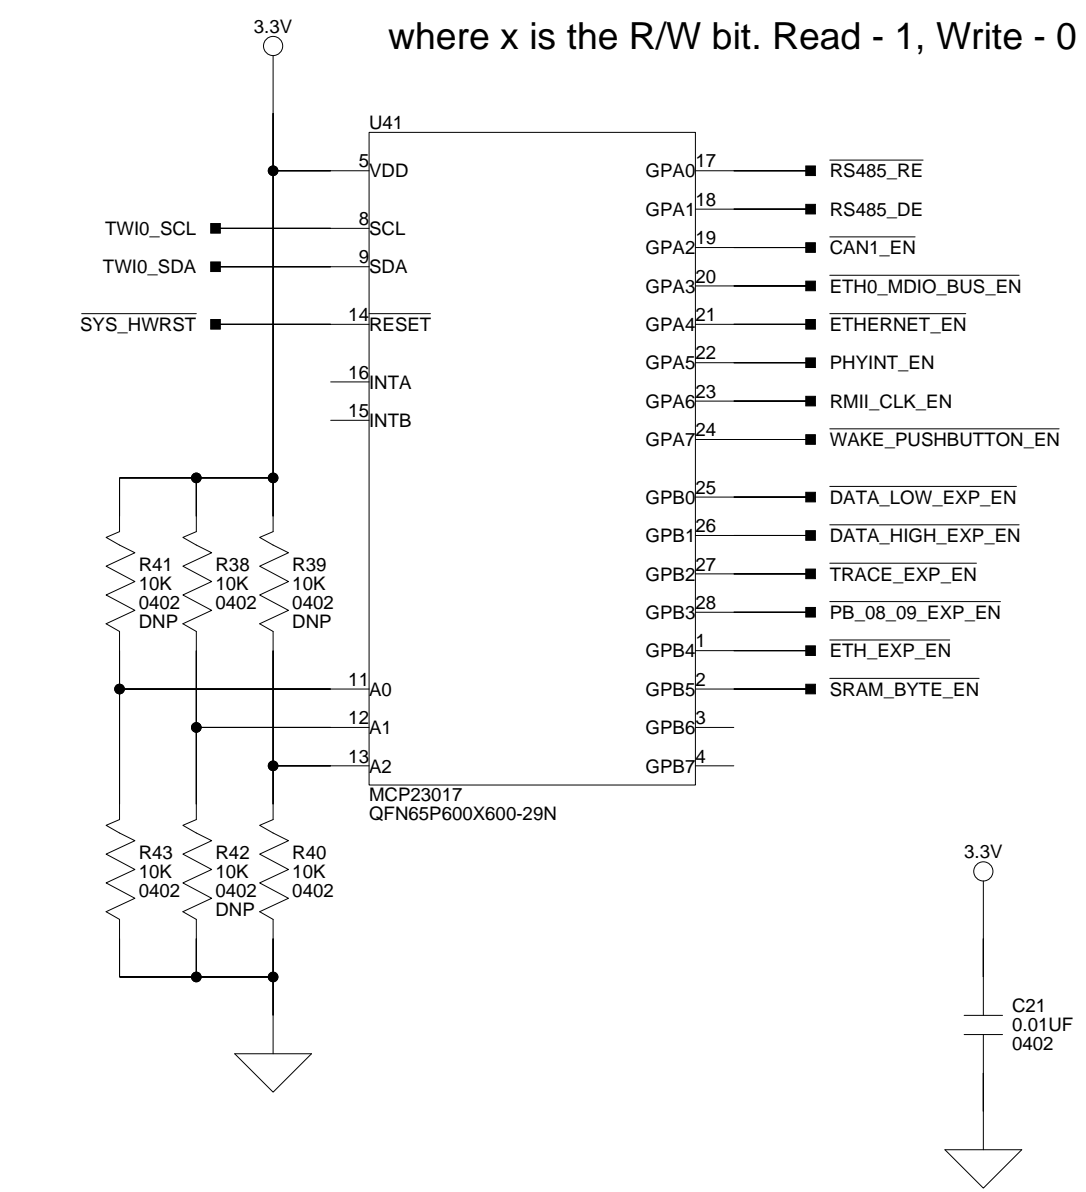 3.3V
where x is the R/W bit. Read - 1, Write - 0
U41
5
VDD
TWI0_SCL
8
SCL
TWI0_SDA
9
SDA
SYS_HWRST
14
RESET
16
INTA
15
INTB
GPA0
17
RS485_RE
GPA1
18
RS485_DE
GPA2
19
CAN1_EN
GPA3
20
ETH0_MDIO_BUS_EN
GPA4
21
ETHERNET_EN
GPA5
22
PHYINT_EN
GPA6
23
RMII_CLK_EN
GPA7
24
WAKE_PUSHBUTTON_EN
GPB0
25
DATA_LOW_EXP_EN
GPB1
26
DATA_HIGH_EXP_EN
GPB2
27
TRACE_EXP_EN
GPB3
28
PB_08_09_EXP_EN
GPB4
1
ETH_EXP_EN
GPB5
2
SRAM_BYTE_EN
GPB6
3
GPB7
4
R41
10K
0402
DNP
R38
10K
0402
R39
10K
0402
DNP
11
A0
12
A1
13
A2
MCP23017
QFN65P600X600-29N
R43
10K
0402
R42
10K
0402
DNP
R40
10K
0402
3.3V
C21
0.01UF
0402